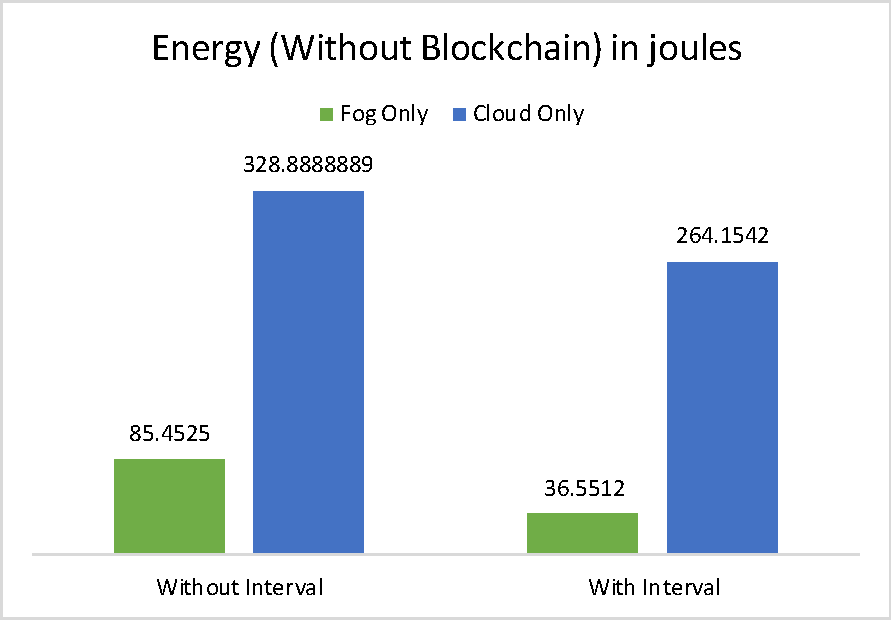 Energy (Without Blockchain) in joules
Fog Only Cloud Only
328.8888889
264.1542
85.4525
36.5512
Without Interval With Interval